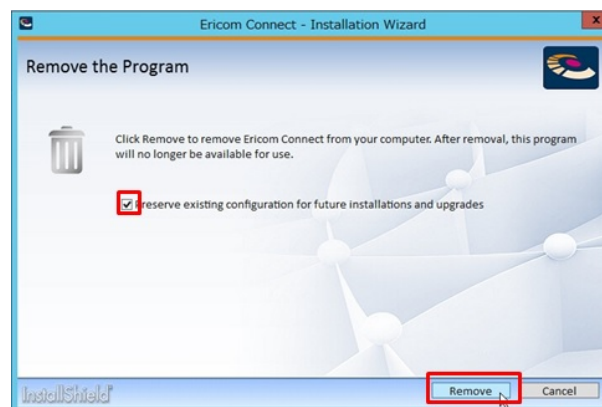 Ericom Connect - Installation Wizard
x
Remove the Program
Click Remove to remove Ericom Connect from your computer. After removal, this program
will no longer be available for use.
Preserve existing configuration for future installations and upgrades
InstallShield
Remove
Cancel